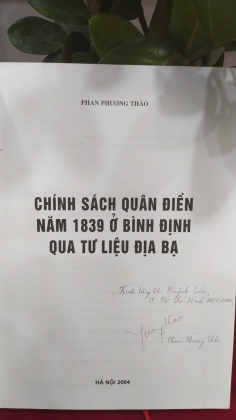 PHAN PHƯƠNG THẢO
CHÍNH SÁCH QUÂN ĐIỀN
NĂM 1839 Ở BÌNH ĐỊNH
QUA TƯ LIỆU ĐỊA BẠ
Kính tặng
Phan Phương Thảo
HÀ NỘI 2004